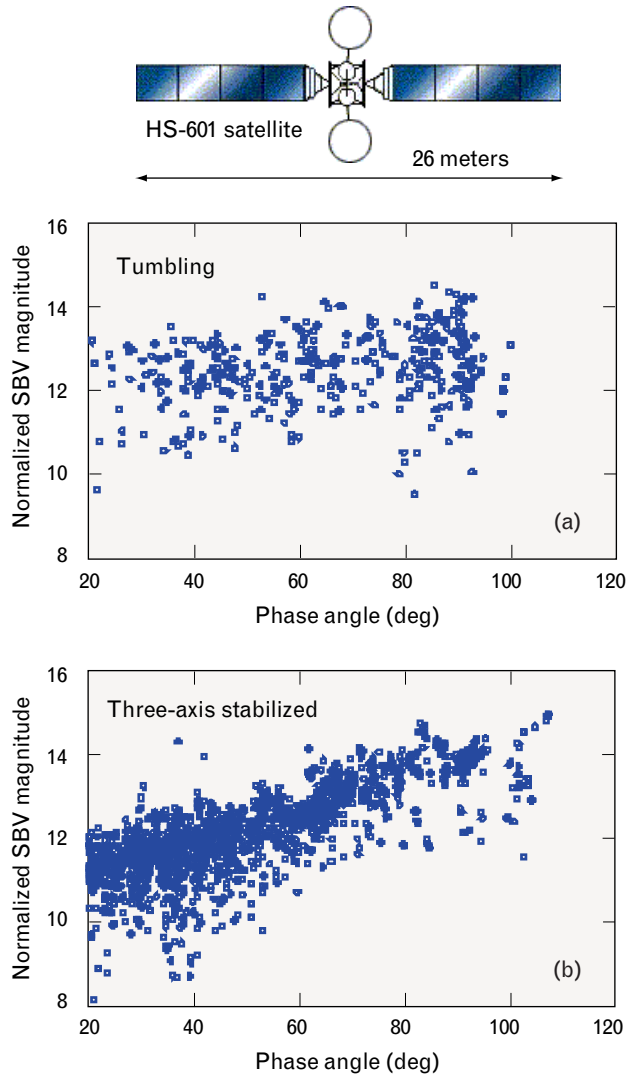 HS-601 satellite
26 meters
16
14
12
10
8
Normalized SBV magnitude
Tumbling
(a)
20 40 60 80 100 120
Phase angle (deg)
16
14
12
10
8
Normalized SBV magnitude
Three-axis stabilized
(b)
20 40 60 80 100 120
Phase angle (deg)